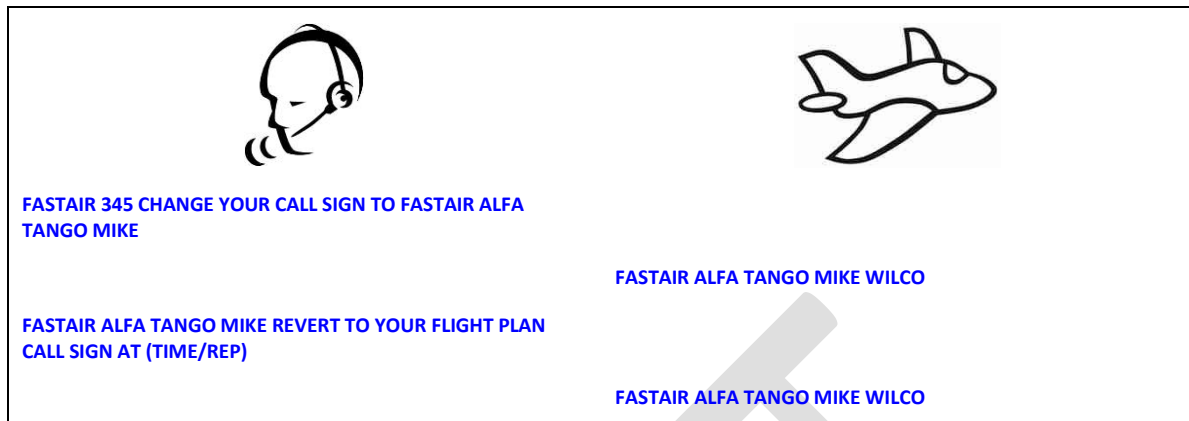 FASTAIR 345 CHANGE YOUR CALL SIGN TO FASTAIR ALFA
TANGO MIKE
FASTAIR ALFA TANGO MIKE WILCO
FASTAIR ALFA TANGO MIKE REVERT TO YOUR FLIGHT PLAN
CALL SIGN AT (TIME/REP)
FASTAIR ALFA TANGO MIKE WILCO